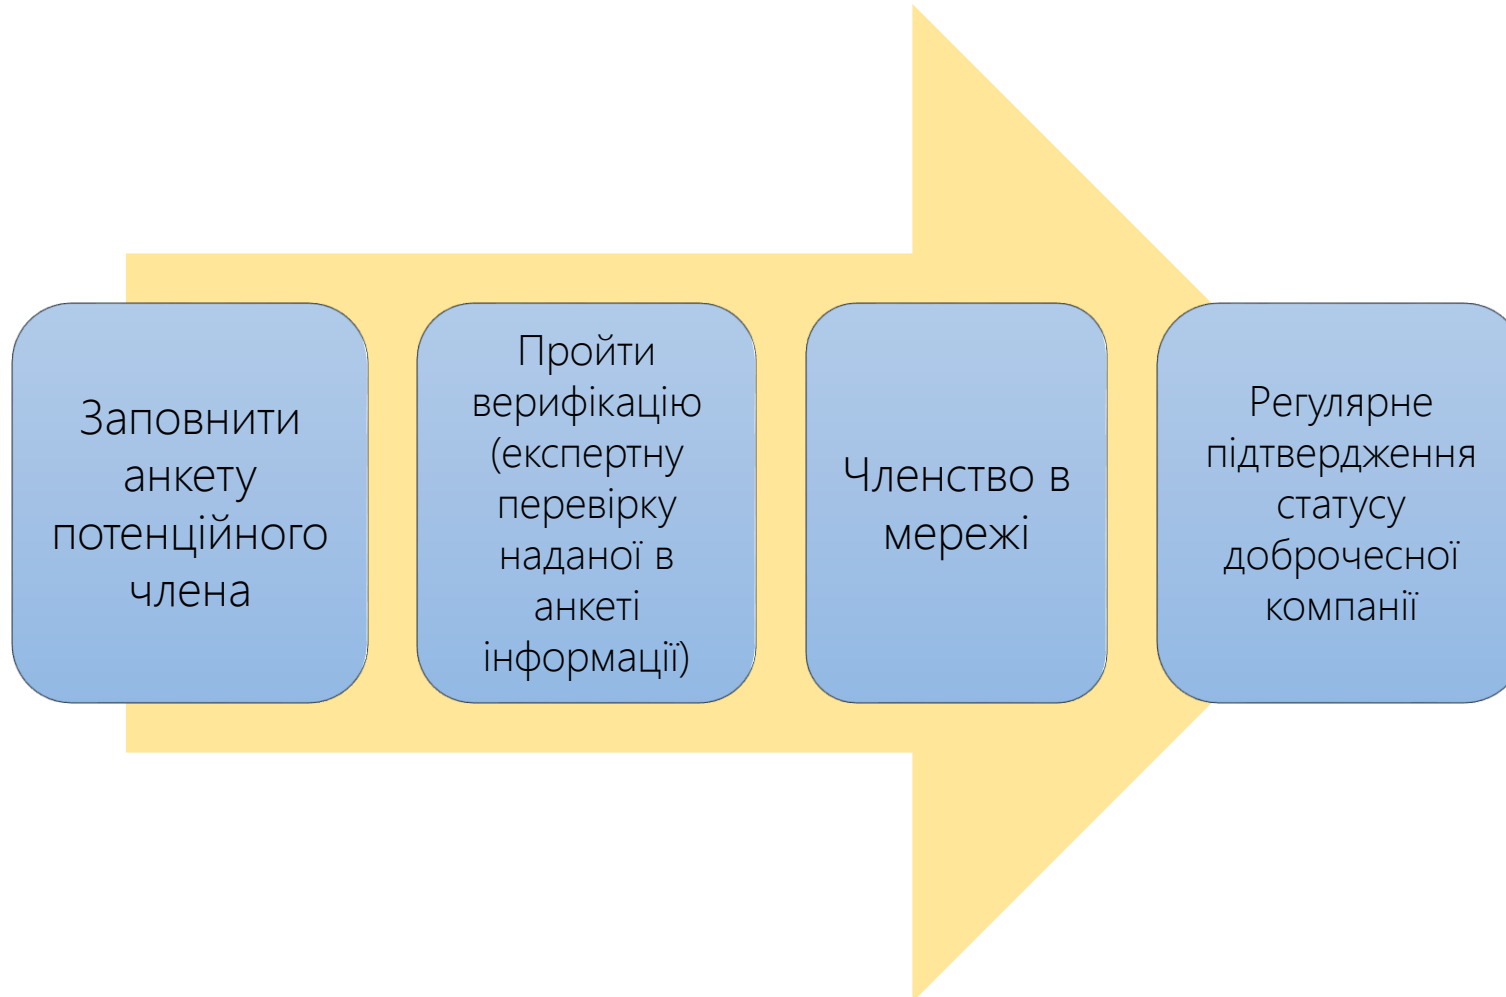 Заповнити
анкету
потенційного
члена
Пройти
верифікацію
(експертну
перевірку
наданої в
анкеті
інформації)
Членство в
мережі
Регулярне
підтвердження
статусу
доброчесної
компанії